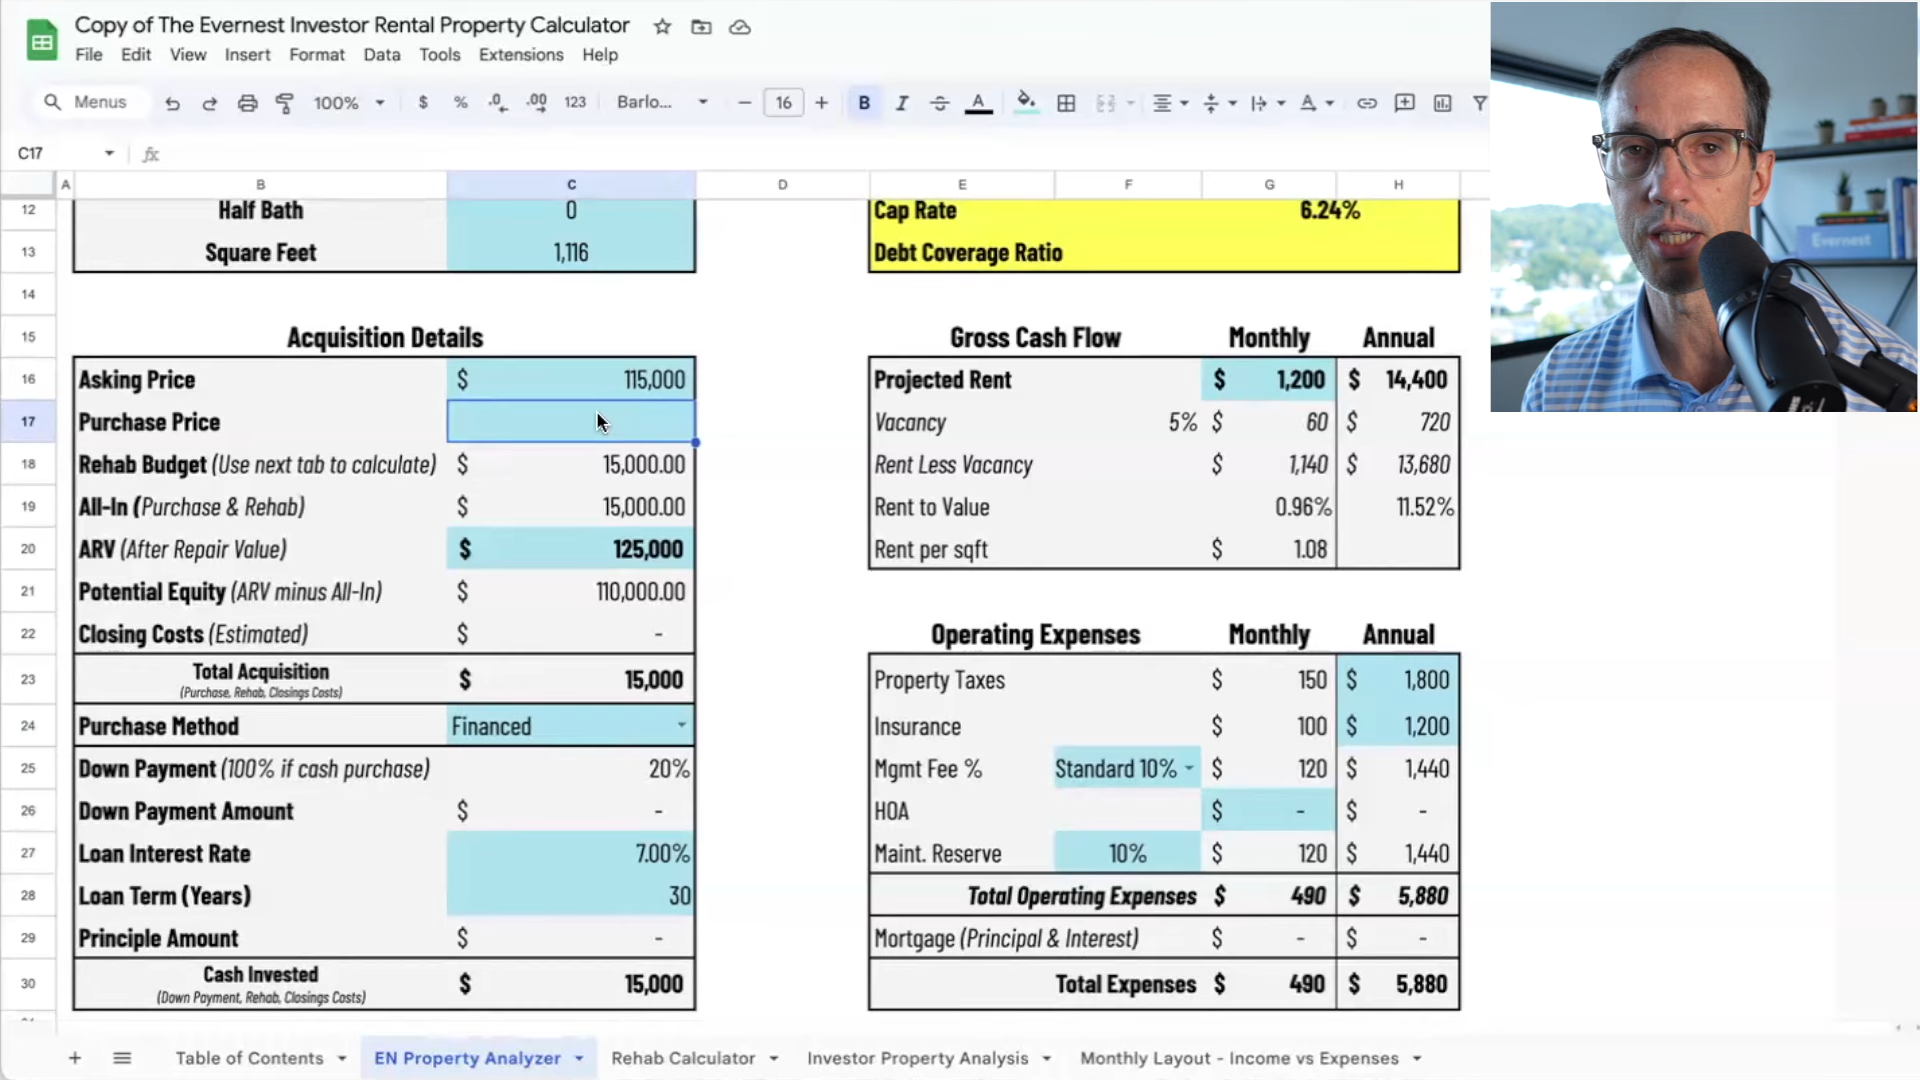 Copy of The Evernest Investor Rental Property Calculator
File Edit View Insert Format Data Tools Extensions Help
Menus 100% $ % .0 .00 123 Barlo... − 16 + B I A
C17 fx
A B C D E F G H
12 Half Bath 0 Cap Rate 6.24%
13 Square Feet 1,116 Debt Coverage Ratio
14
15 Acquisition Details Gross Cash Flow Monthly Annual
16 Asking Price $ 115,000 Projected Rent $ 1,200 $ 14,400
17 Purchase Price Vacancy 5% $ 60 $ 720
18 Rehab Budget (Use next tab to calculate) $ 15,000.00 Rent Less Vacancy $ 1,140 $ 13,680
19 All-In (Purchase & Rehab) $ 15,000.00 Rent to Value 0.96% 11.52%
20 ARV (After Repair Value) $ 125,000 Rent per sqft $ 1.08
21 Potential Equity (ARV minus All-In) $ 110,000.00
22 Closing Costs (Estimated) $ - Operating Expenses Monthly Annual
23 Total Acquisition $ 15,000 Property Taxes $ 150 $ 1,800
(Purchase, Rehab, Closings Costs)
24 Purchase Method Financed Insurance $ 100 $ 1,200
25 Down Payment (100% if cash purchase) 20% Mgmt Fee % Standard 10% $ 120 $ 1,440
26 Down Payment Amount $ - HOA $ - $ -
27 Loan Interest Rate 7.00% Maint. Reserve 10% $ 120 $ 1,440
28 Loan Term (Years) 30 Total Operating Expenses $ 490 $ 5,880
29 Principle Amount $ - Mortgage (Principal & Interest) $ - $ -
30 Cash Invested $ 15,000 Total Expenses $ 490 $ 5,880
(Down Payment, Rehab, Closings Costs)
+ Table of Contents EN Property Analyzer Rehab Calculator Investor Property Analysis Monthly Layout - Income vs Expenses
Evernest